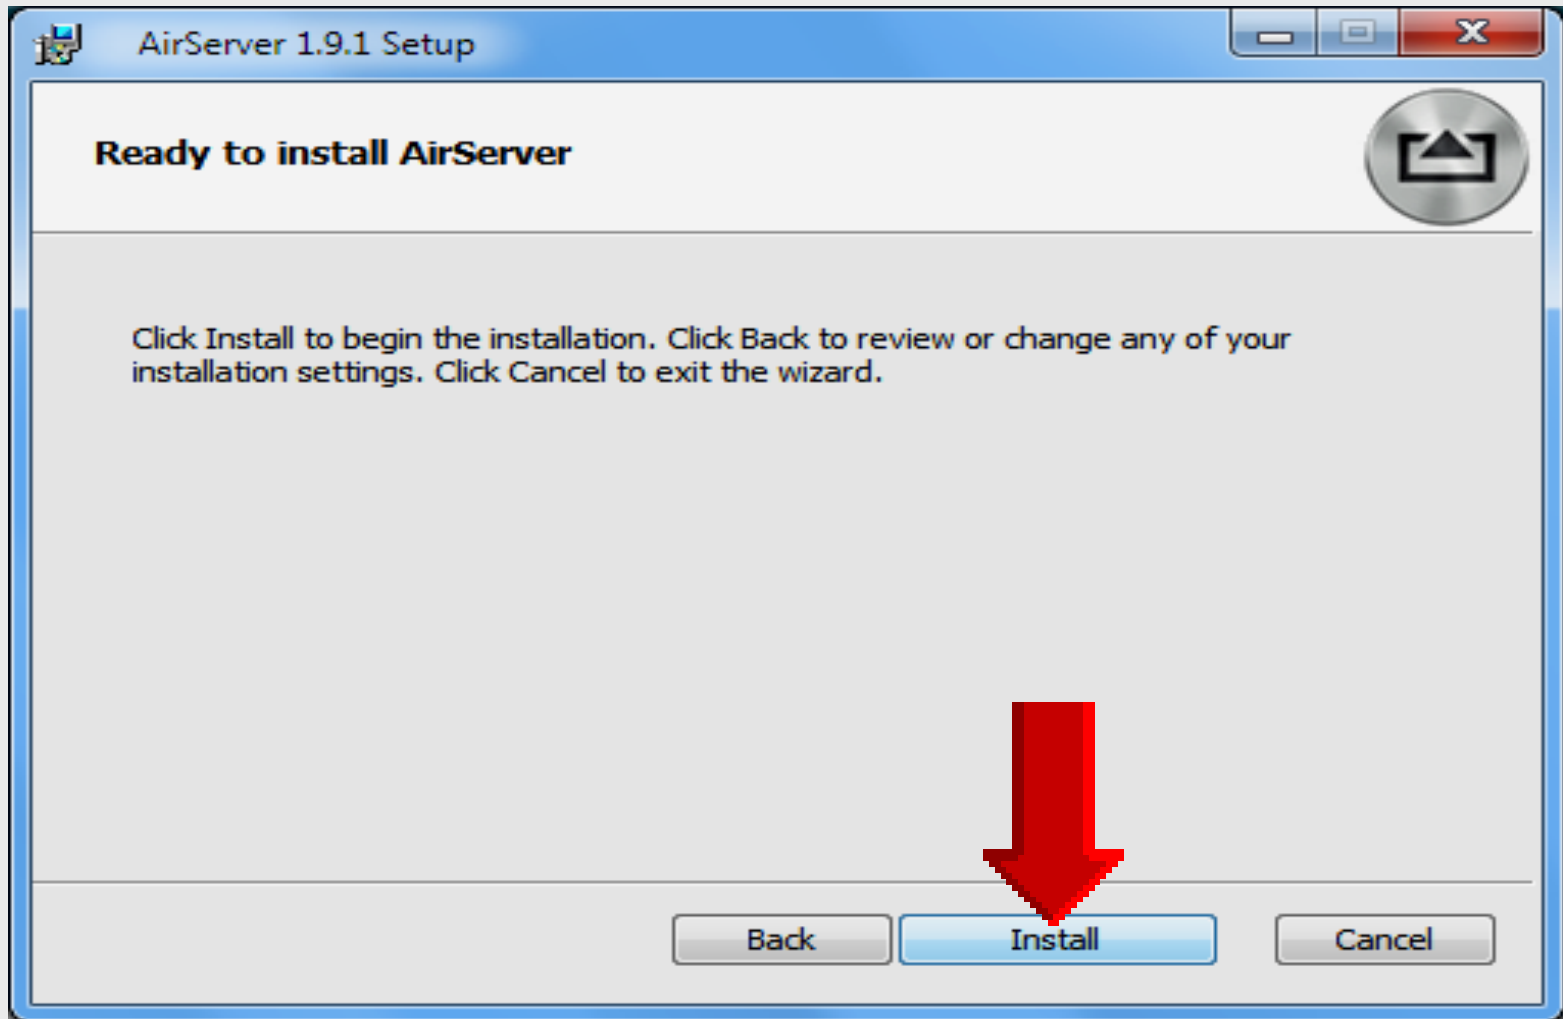 AirServer 1.9.1 Setup
Ready to install AirServer
Click Install to begin the installation. Click Back to review or change any of your
installation settings. Click Cancel to exit the wizard.
Back Install Cancel